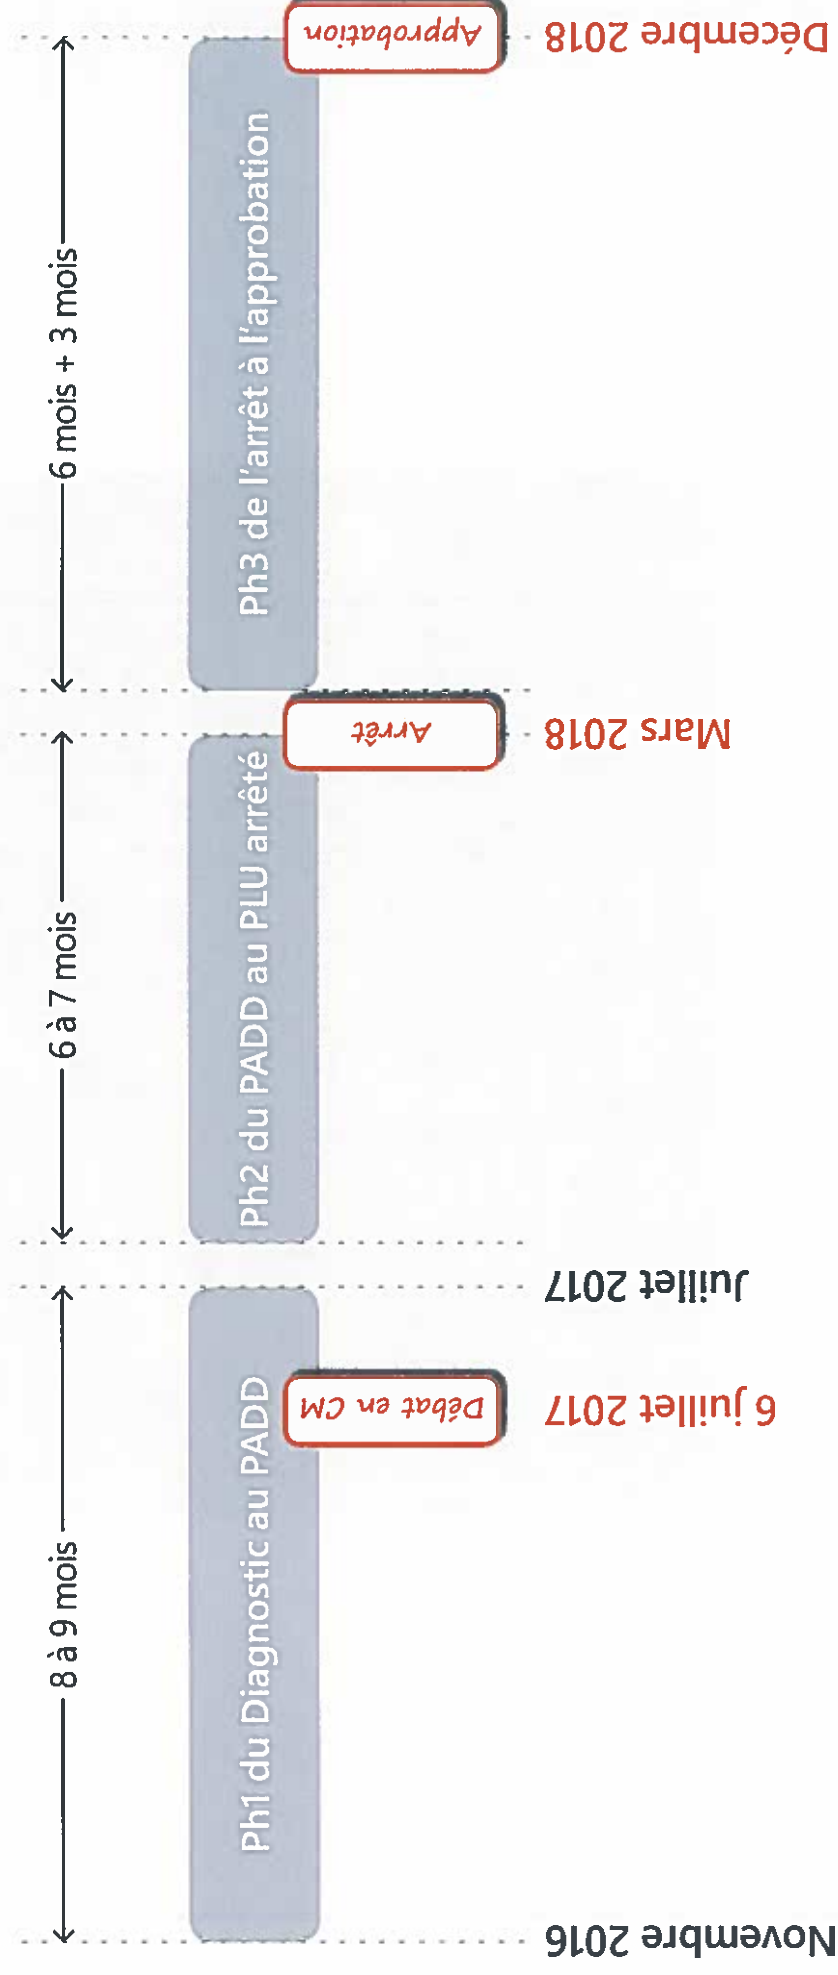 8 à 9 mois
Ph1 du Diagnostic au PADD
Débat en CM
Novembre 2016
6 juillet 2017
Juillet 2017
6 à 7 mois
Ph2 du PADD au PLU arrêté
Arrêt
Mars 2018
6 mois + 3 mois
Ph3 de l'arrêt à l'approbation
Approbation
Décembre 2018